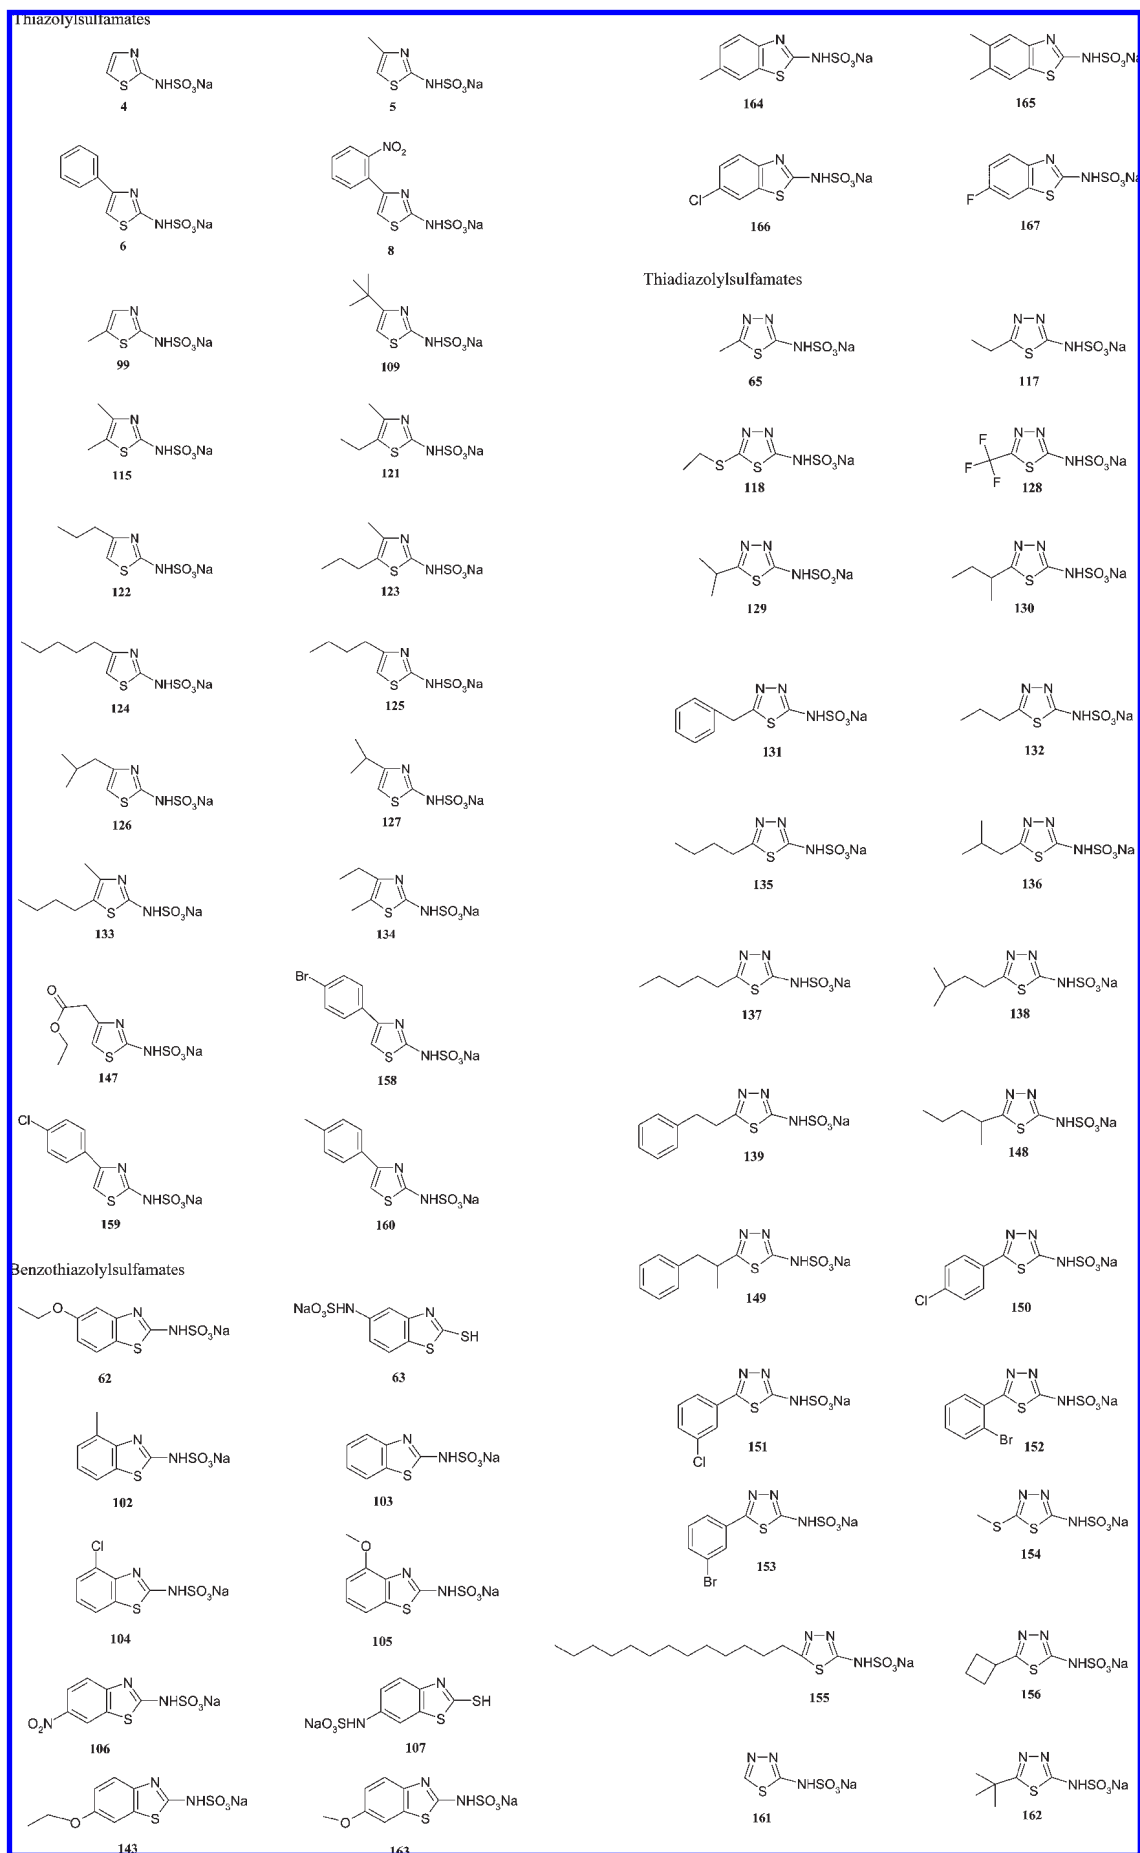 Thiazolylsulfamates
N
S
NHSO3Na
4
N
S
NHSO3Na
5
N
S
NHSO3Na
6
NO2
N
S
NHSO3Na
8
N
S
NHSO3Na
99
N
S
NHSO3Na
109
N
S
NHSO3Na
115
N
S
NHSO3Na
121
N
S
NHSO3Na
122
N
S
NHSO3Na
123
N
S
NHSO3Na
124
N
S
NHSO3Na
125
N
S
NHSO3Na
126
N
S
NHSO3Na
127
N
S
NHSO3Na
133
N
S
NHSO3Na
134
O
O
N
S
NHSO3Na
147
Br
N
S
NHSO3Na
158
Cl
N
S
NHSO3Na
159
N
S
NHSO3Na
160
Benzothiazolylsulfamates
O
N
S
NHSO3Na
62
NaO3SHN
N
S
SH
63
N
S
NHSO3Na
102
N
S
NHSO3Na
103
Cl
N
S
NHSO3Na
104
O
N
S
NHSO3Na
105
O2N
N
S
NHSO3Na
106
NaO3SHN
N
S
SH
107
O
N
S
NHSO3Na
143
O
N
S
NHSO3Na
163
N
S
NHSO3Na
164
N
S
NHSO3Na
165
Cl
N
S
NHSO3Na
166
F
N
S
NHSO3Na
167
Thiadiazolylsulfamates
N N
S
NHSO3Na
65
N N
S
NHSO3Na
117
S
N N
S
NHSO3Na
118
F
F
F
N N
S
NHSO3Na
128
N N
S
NHSO3Na
129
N N
S
NHSO3Na
130
N N
S
NHSO3Na
131
N N
S
NHSO3Na
132
N N
S
NHSO3Na
135
N N
S
NHSO3Na
136
N N
S
NHSO3Na
137
N N
S
NHSO3Na
138
N N
S
NHSO3Na
139
N N
S
NHSO3Na
148
N N
S
NHSO3Na
149
Cl
N N
S
NHSO3Na
150
Cl
N N
S
NHSO3Na
151
Br
N N
S
NHSO3Na
152
Br
N N
S
NHSO3Na
153
S
N N
S
NHSO3Na
154
N N
S
NHSO3Na
155
N N
S
NHSO3Na
156
N N
S
NHSO3Na
161
N N
S
NHSO3Na
162